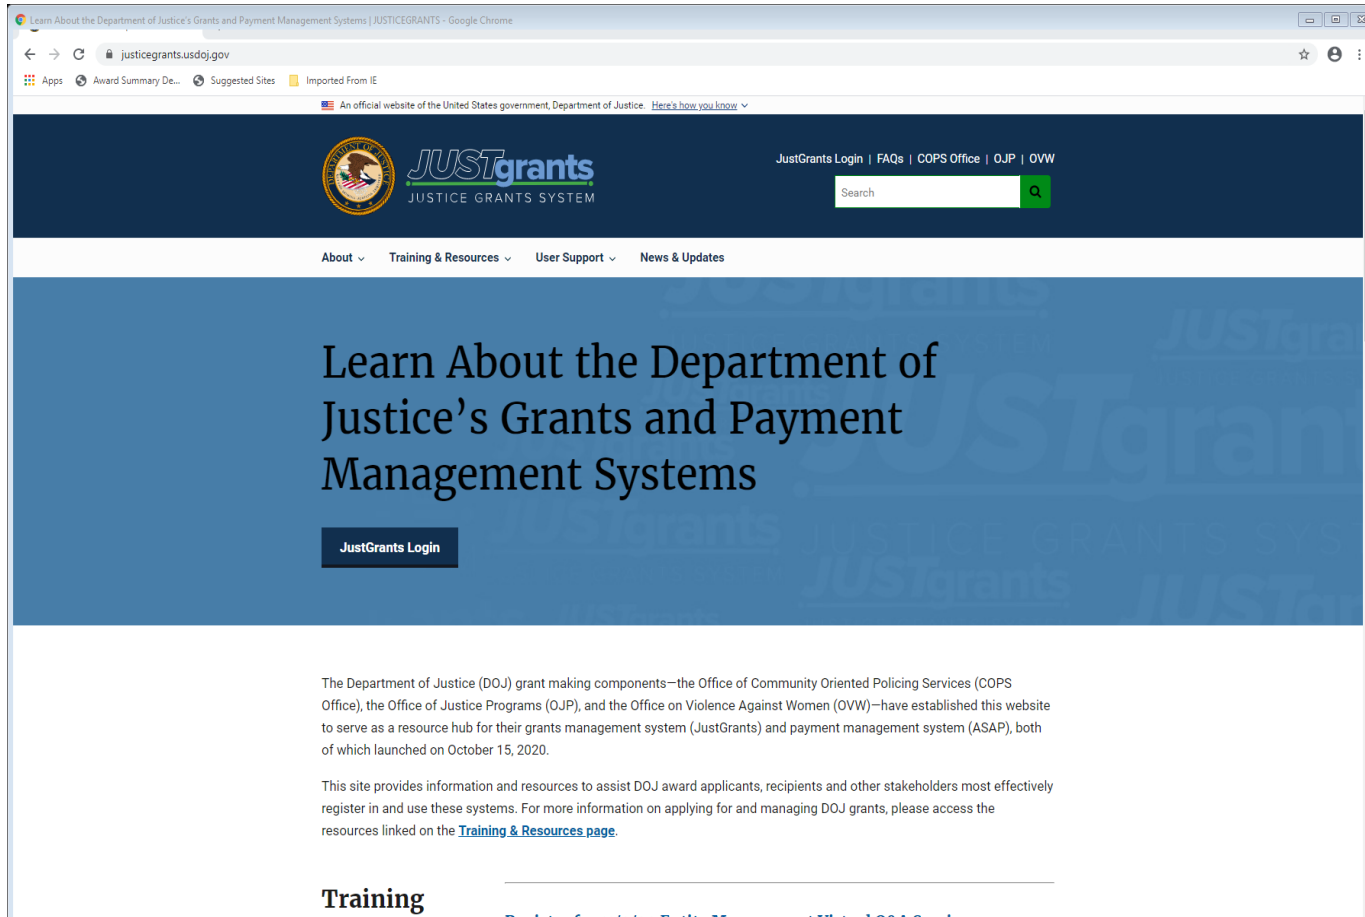 Learn About the Department of Justice's Grants and Payment Management Systems | JUSTICEGRANTS - Google Chrome
justicegrants.usdoj.gov
Apps Award Summary De... Suggested Sites Imported From IE
An official website of the United States government, Department of Justice. Here's how you know
JUSTgrants
JUSTICE GRANTS SYSTEM
JustGrants Login | FAQs | COPS Office | OJP | OVW
Search
About Training & Resources User Support News & Updates
Learn About the Department of
Justice's Grants and Payment
Management Systems
JustGrants Login
The Department of Justice (DOJ) grant making components—the Office of Community Oriented Policing Services (COPS
Office), the Office of Justice Programs (OJP), and the Office on Violence Against Women (OVW)—have established this website
to serve as a resource hub for their grants management system (JustGrants) and payment management system (ASAP), both
of which launched on October 15, 2020.
This site provides information and resources to assist DOJ award applicants, recipients and other stakeholders most effectively
register in and use these systems. For more information on applying for and managing DOJ grants, please access the
resources linked on the Training & Resources page.
Training